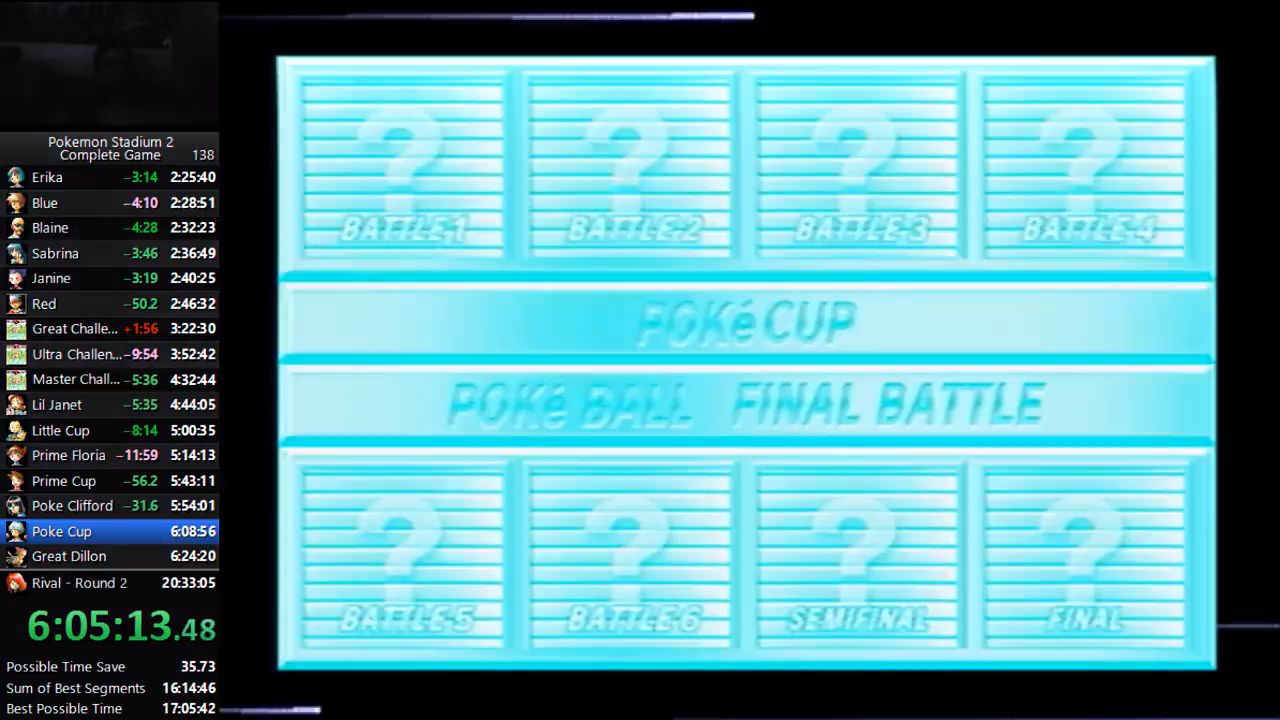 Pokemon Stadium 2
Complete Game 138
Erika -3:14 2:25:40
Blue -4:10 2:28:51
Blaine -4:28 2:32:23
Sabrina -3:46 2:36:49
Janine -3:19 2:40:25
Red -50.2 2:46:32
Great Challe... +1:56 3:22:30
Ultra Challen... -9:54 3:52:42
Master Chall... -5:36 4:32:44
Lil Janet -5:35 4:44:05
Little Cup -8:14 5:00:35
Prime Floria -11:59 5:14:13
Prime Cup -56.2 5:43:11
Poke Clifford -31.6 5:54:01
Poke Cup 6:08:56
Great Dillon 6:24:20
Rival - Round 2 20:33:05
6:05:13.48
Possible Time Save 35.73
Sum of Best Segments 16:14:46
Best Possible Time 17:05:42
? ? ? ?
BATTLE-1 BATTLE-2 BATTLE-3 BATTLE-4
POKé CUP
POKé BALL FINAL BATTLE
? ? ? ?
BATTLE-5 BATTLE-6 SEMIFINAL FINAL